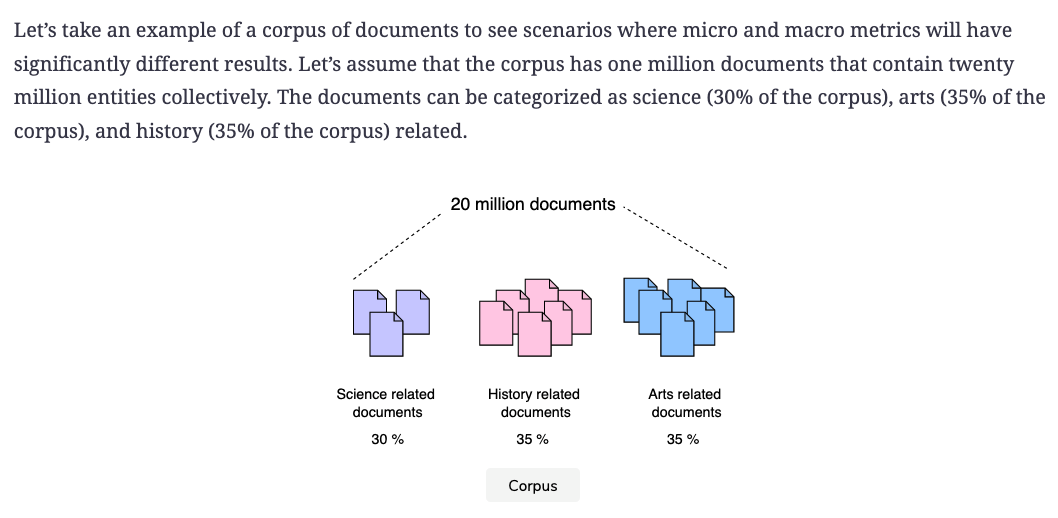 Let’s take an example of a corpus of documents to see scenarios where micro and macro metrics will have
significantly different results. Let’s assume that the corpus has one million documents that contain twenty
million entities collectively. The documents can be categorized as science (30% of the corpus), arts (35% of the
corpus), and history (35% of the corpus) related.
20 million documents
Science related
documents
30 %
History related
documents
35 %
Arts related
documents
35 %
Corpus